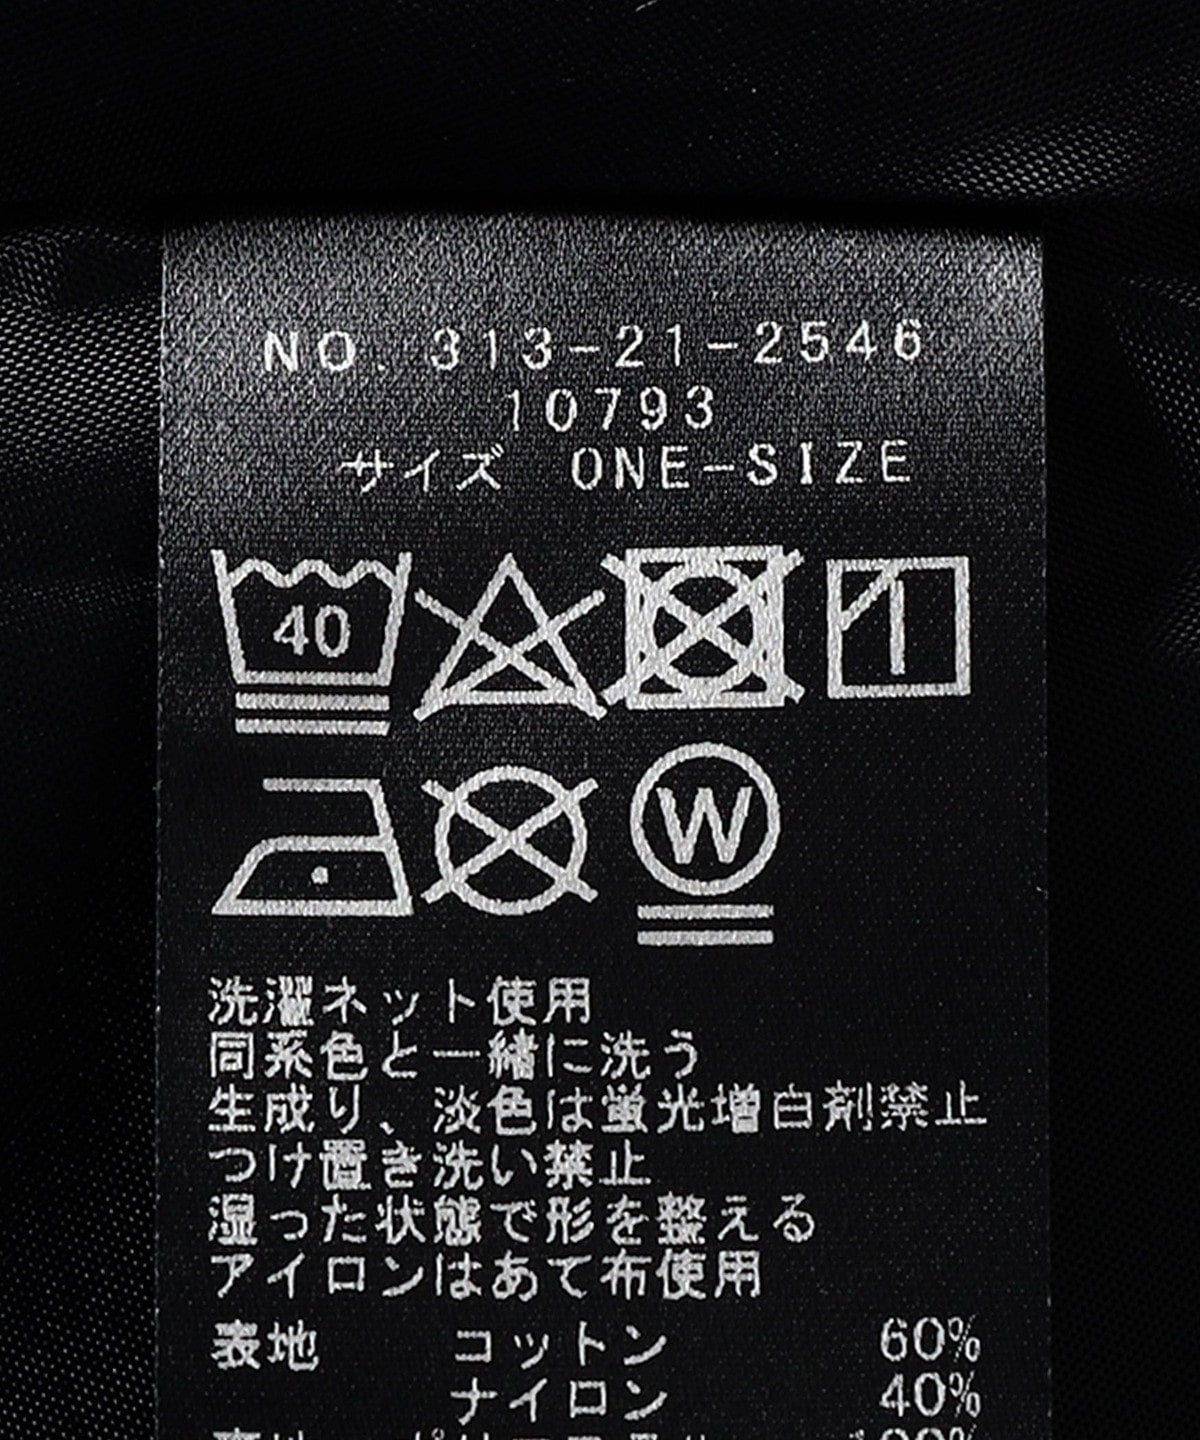 NO. 313-21-2546
10793
サイズ ONE-SIZE
40
W
洗濯ネット使用
同系色と一緒に洗う
生成り、淡色は蛍光増白剤禁止
つけ置き洗い禁止
湿った状態で形を整える
アイロンはあて布使用
表地 コットン 60%
ナイロン 40%